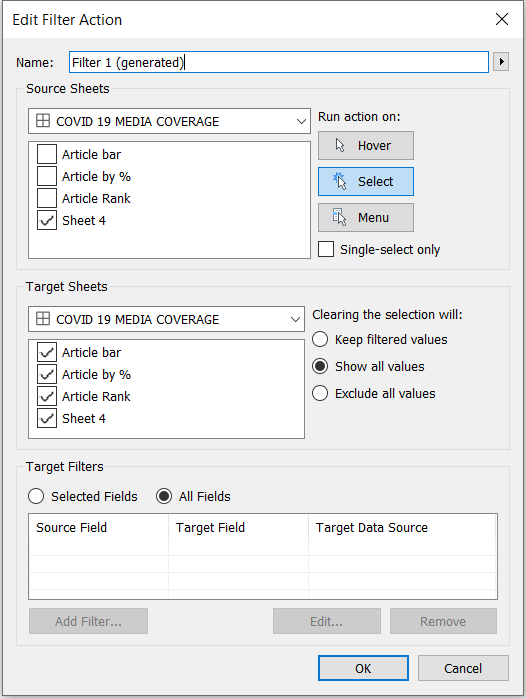 Edit Filter Action
Name: Filter 1 (generated)
Source Sheets
COVID 19 MEDIA COVERAGE
Article bar
Article by %
Article Rank
Sheet 4
Run action on:
Hover
Select
Menu
Single-select only
Target Sheets
COVID 19 MEDIA COVERAGE
Article bar
Article by %
Article Rank
Sheet 4
Clearing the selection will:
Keep filtered values
Show all values
Exclude all values
Target Filters
Selected Fields All Fields
Source Field Target Field Target Data Source
Add Filter... Edit... Remove
OK Cancel